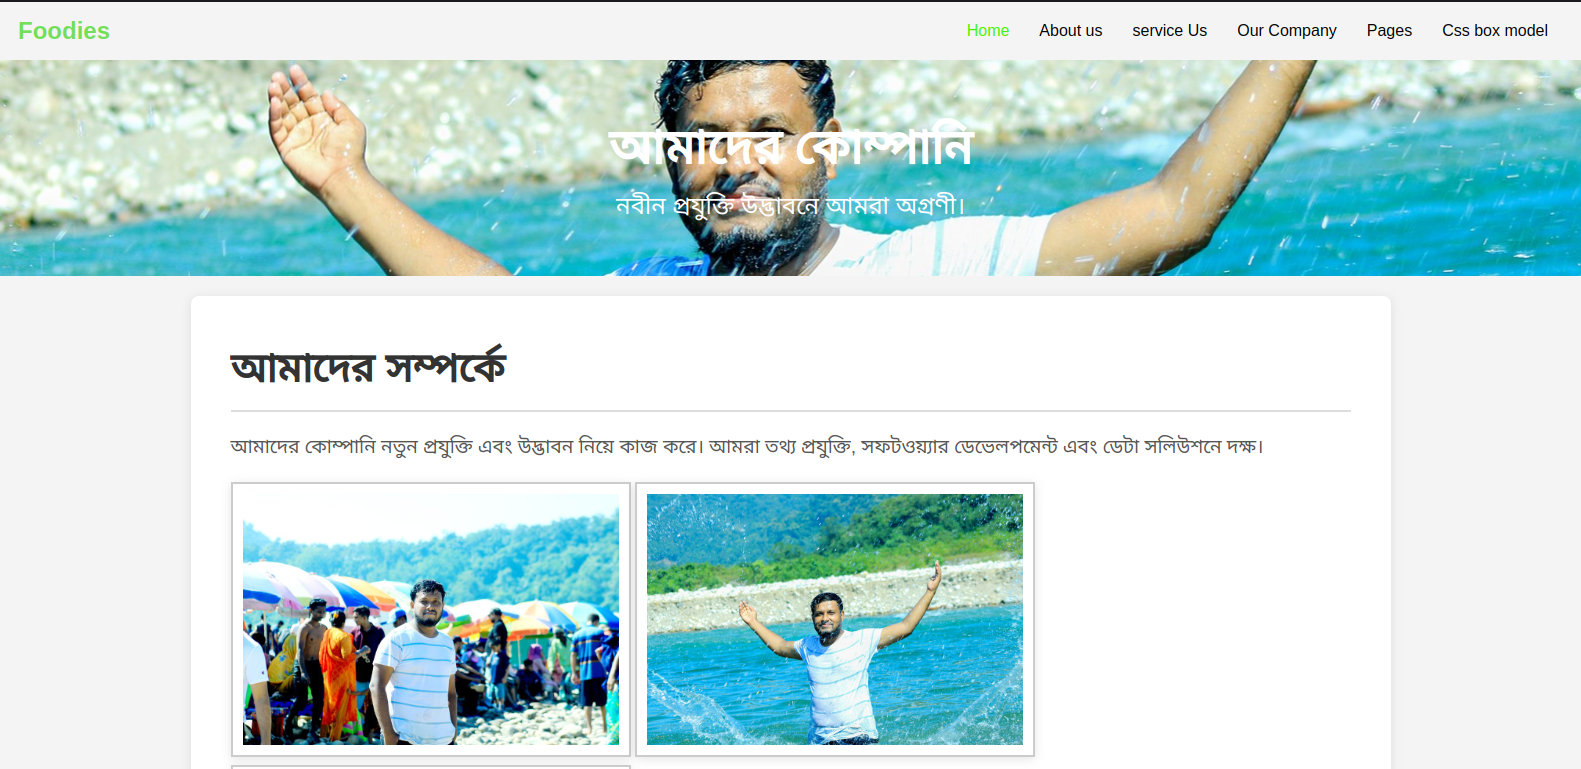 Foodies
Home About us service Us Our Company Pages Css box model
আমাদের কোম্পানি
নবীন প্রযুক্তি উদ্ভাবনে আমরা অগ্রণী।
আমাদের সম্পর্কে
আমাদের কোম্পানি নতুন প্রযুক্তি এবং উদ্ভাবন নিয়ে কাজ করে। আমরা তথ্য প্রযুক্তি, সফটওয়্যার ডেভেলপমেন্ট এবং ডেটা সলিউশনে দক্ষ।